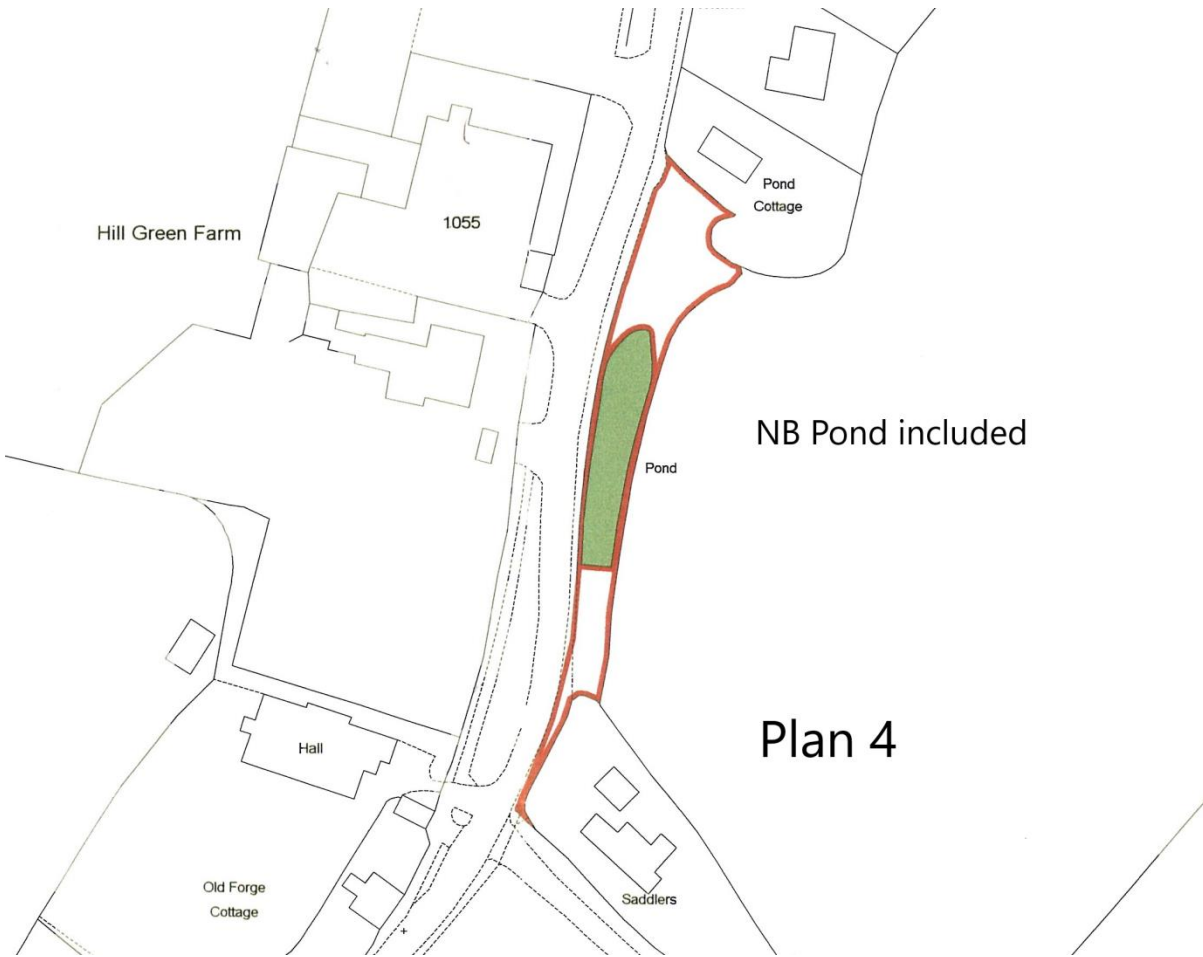 Pond
Cottage
Hill Green Farm
1055
NB Pond included
Pond
Plan 4
Hall
Old Forge
Cottage
Saddlers